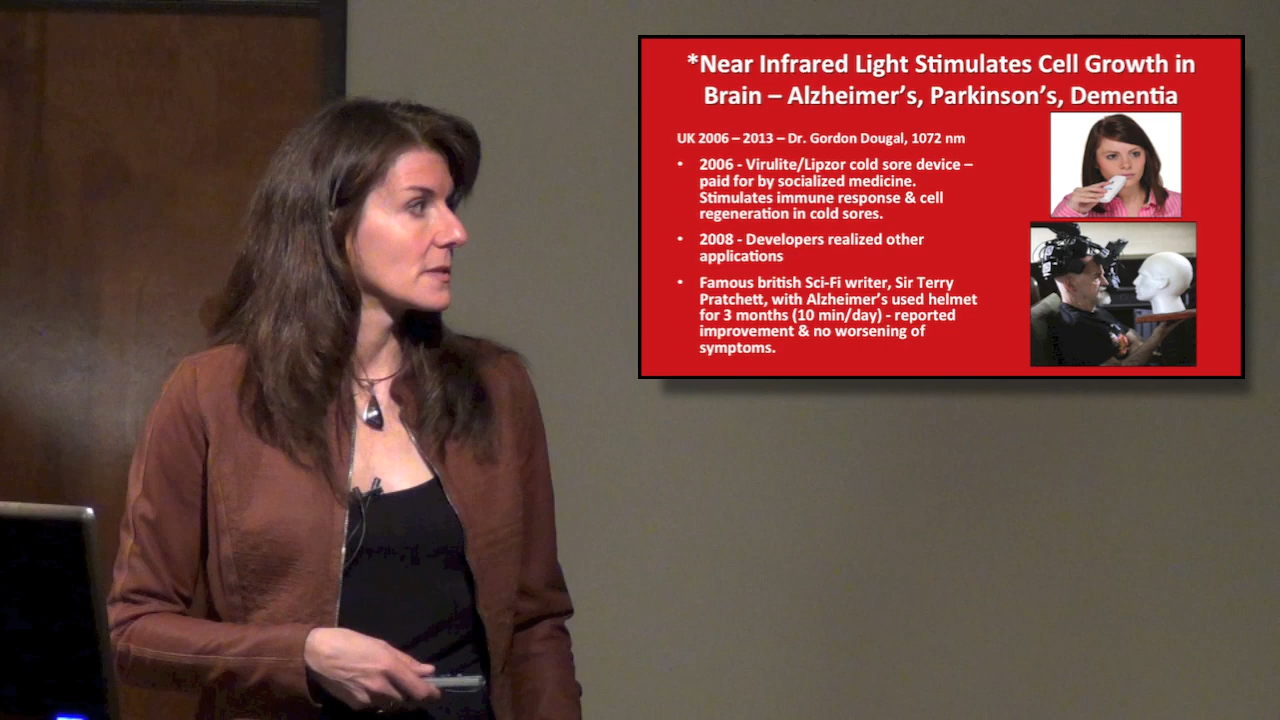 *Near Infrared Light Stimulates Cell Growth in
Brain – Alzheimer’s, Parkinson’s, Dementia
UK 2006 – 2013 – Dr. Gordon Dougal, 1072 nm
• 2006 - Virulite/Lipzor cold sore device –
paid for by socialized medicine.
Stimulates immune response & cell
regeneration in cold sores.
• 2008 - Developers realized other
applications
• Famous british Sci-Fi writer, Sir Terry
Pratchett, with Alzheimer’s used helmet
for 3 months (10 min/day) - reported
improvement & no worsening of
symptoms.